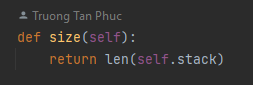 Truong Tan Phuc
def size(self):
    return len(self.stack)